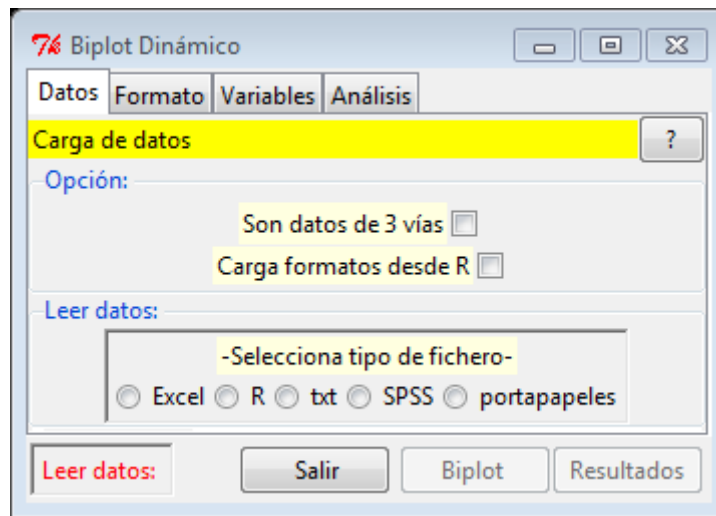 Biplot Dinámico
Datos Formato Variables Análisis
Carga de datos ?
Opción:
Son datos de 3 vías
Carga formatos desde R
Leer datos:
-Selecciona tipo de fichero-
Excel R txt SPSS portapapeles
Leer datos: Salir Biplot Resultados